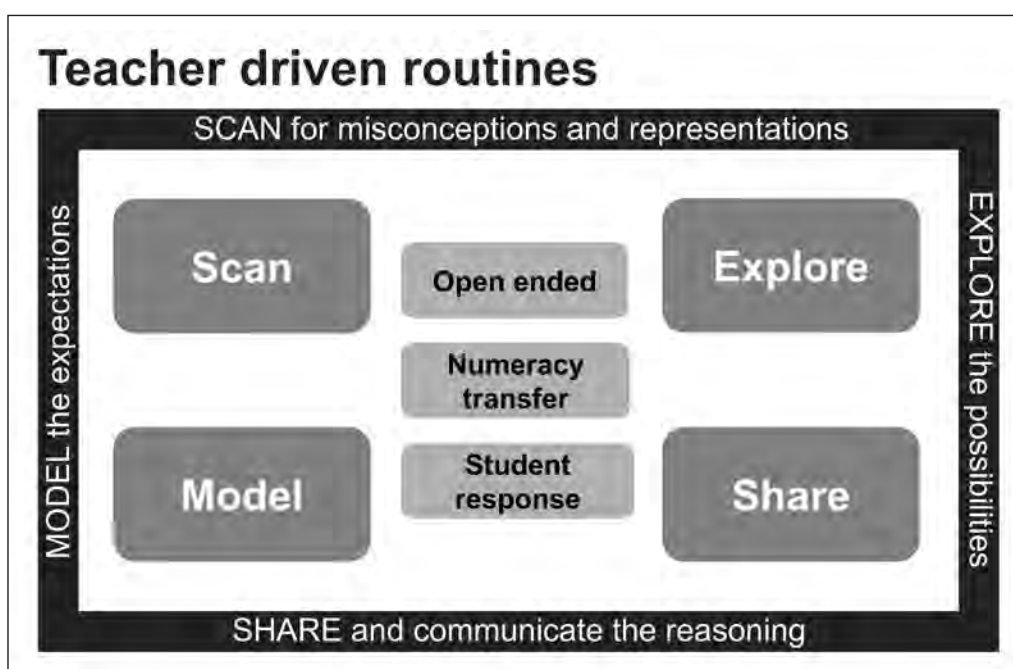 Teacher driven routines
SCAN for misconceptions and representations
MODEL the expectations
Scan
Open ended
Explore
Numeracy
transfer
Model
Student
response
Share
EXPLORE the possibilities
SHARE and communicate the reasoning